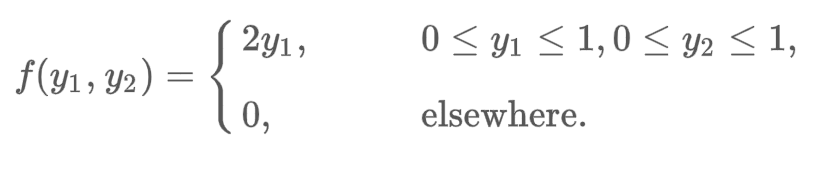 f(y₁, y₂) = { 2y₁, 0 ≤ y₁ ≤ 1, 0 ≤ y₂ ≤ 1,
0, elsewhere.